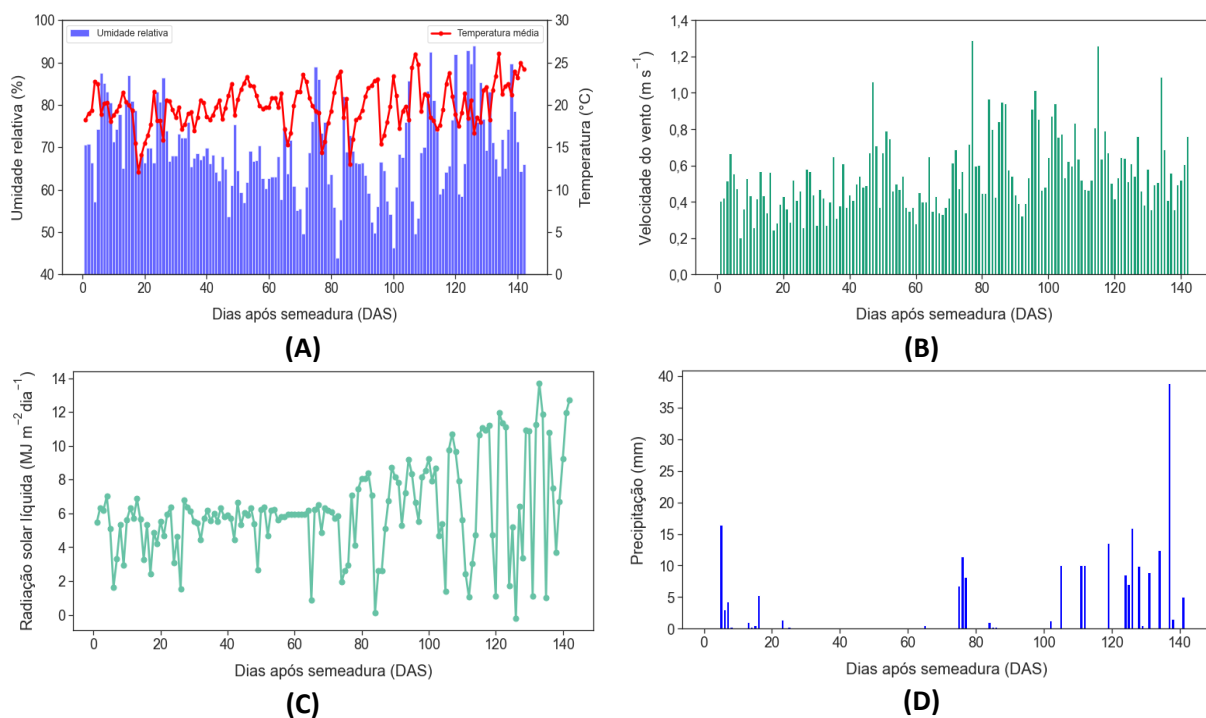 Umidade relativa
Temperatura média
100
90
80
70
60
50
40
Umidade relativa (%)
30
25
20
15
10
5
0
Temperatura (°C)
0 20 40 60 80 100 120 140
Dias após semeadura (DAS)
(A)
1,4
1,2
1,0
0,8
0,6
0,4
0,2
0,0
Velocidade do vento (m s⁻¹)
0 20 40 60 80 100 120 140
Dias após semeadura (DAS)
(B)
14
12
10
8
6
4
2
0
Radiação solar líquida (MJ m⁻² dia⁻¹)
0 20 40 60 80 100 120 140
Dias após semeadura (DAS)
(C)
40
35
30
25
20
15
10
5
0
Precipitação (mm)
0 20 40 60 80 100 120 140
Dias após semeadura (DAS)
(D)